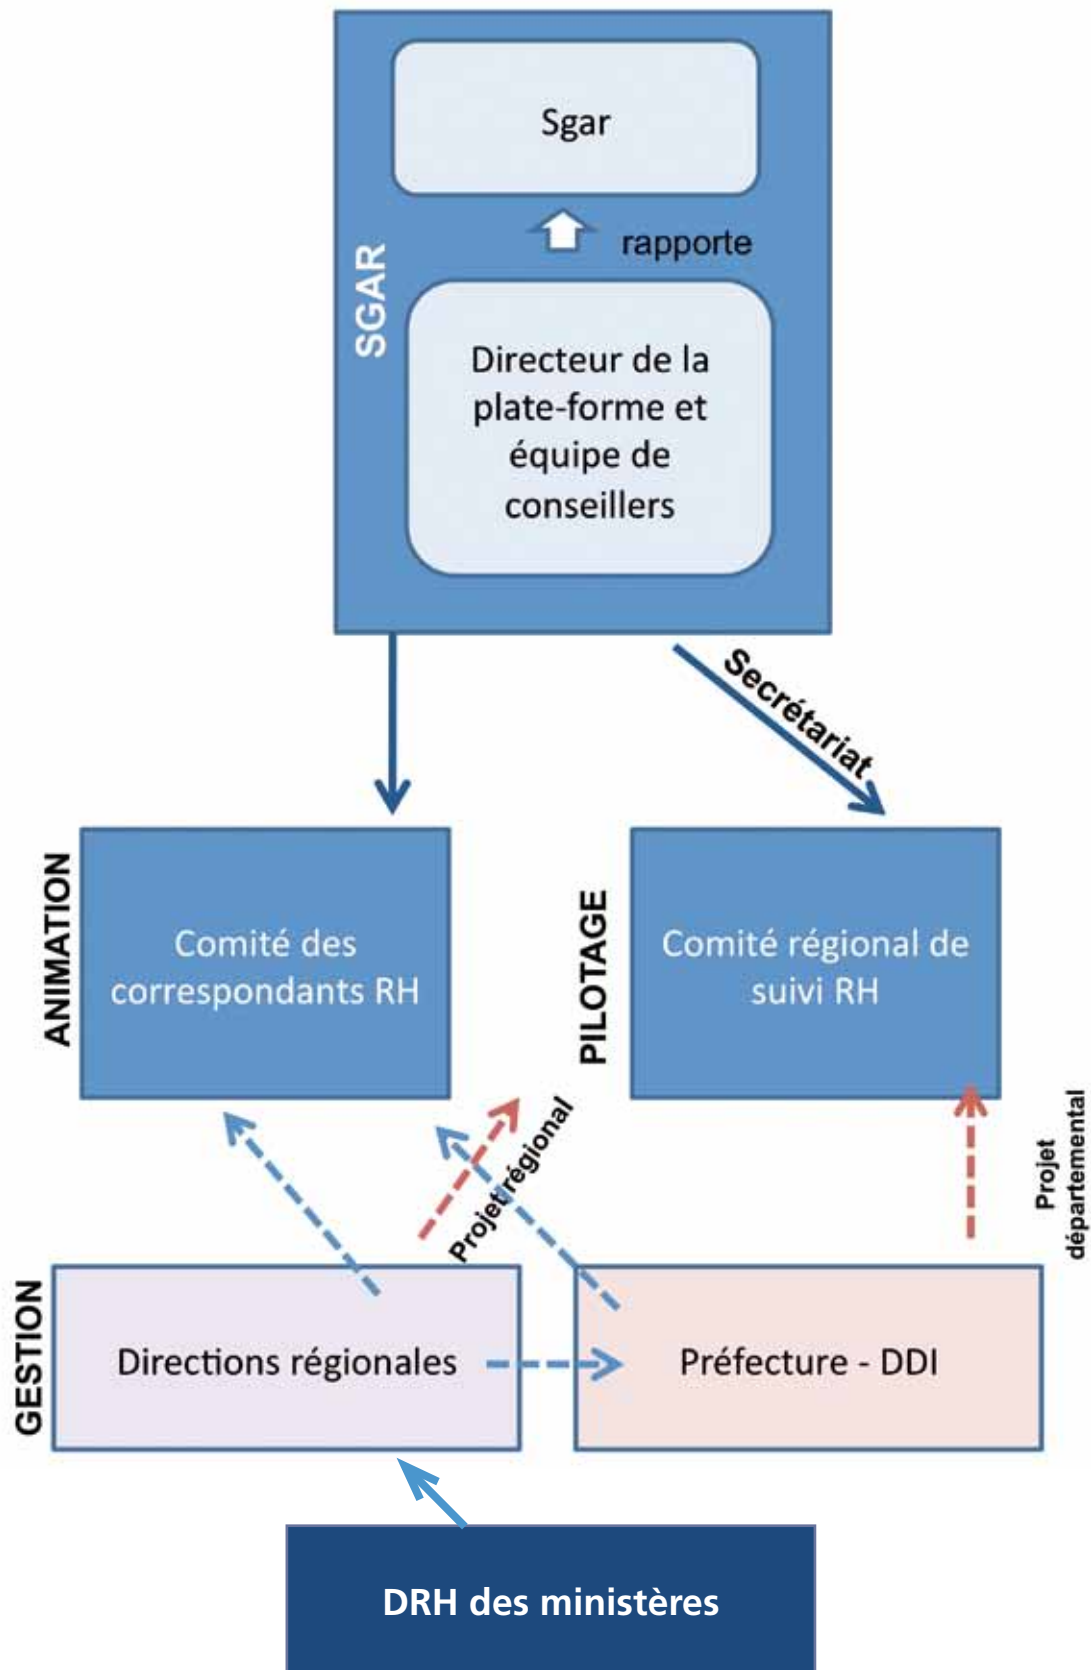 Sgar
rapporte
SGAR
Directeur de la
plate-forme et
équipe de
conseillers
Secrétariat
ANIMATION
Comité des
correspondants RH
PILOTAGE
Comité régional de
suivi RH
Projet régional
Projet
départemental
GESTION
Directions régionales
Préfecture - DDI
DRH des ministères